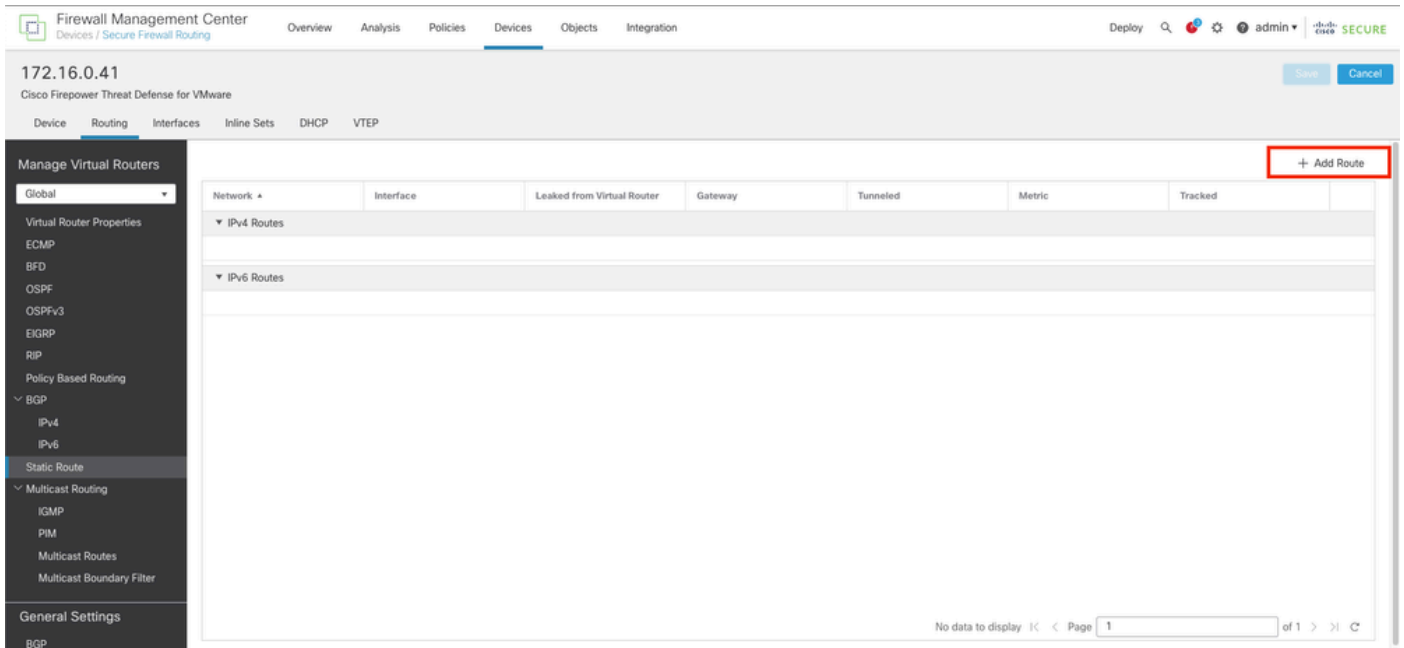 Firewall Management Center
Devices / Secure Firewall Routing
Overview Analysis Policies Devices Objects Integration
Deploy admin cisco SECURE
172.16.0.41
Save Cancel
Cisco Firepower Threat Defense for VMware
Device Routing Interfaces Inline Sets DHCP VTEP
Manage Virtual Routers
Global
Virtual Router Properties
ECMP
BFD
OSPF
OSPFv3
EIGRP
RIP
Policy Based Routing
BGP
IPv4
IPv6
Static Route
Multicast Routing
IGMP
PIM
Multicast Routes
Multicast Boundary Filter
General Settings
BGP
+ Add Route
Network Interface Leaked from Virtual Router Gateway Tunneled Metric Tracked
IPv4 Routes
IPv6 Routes
No data to display Page 1 of 1